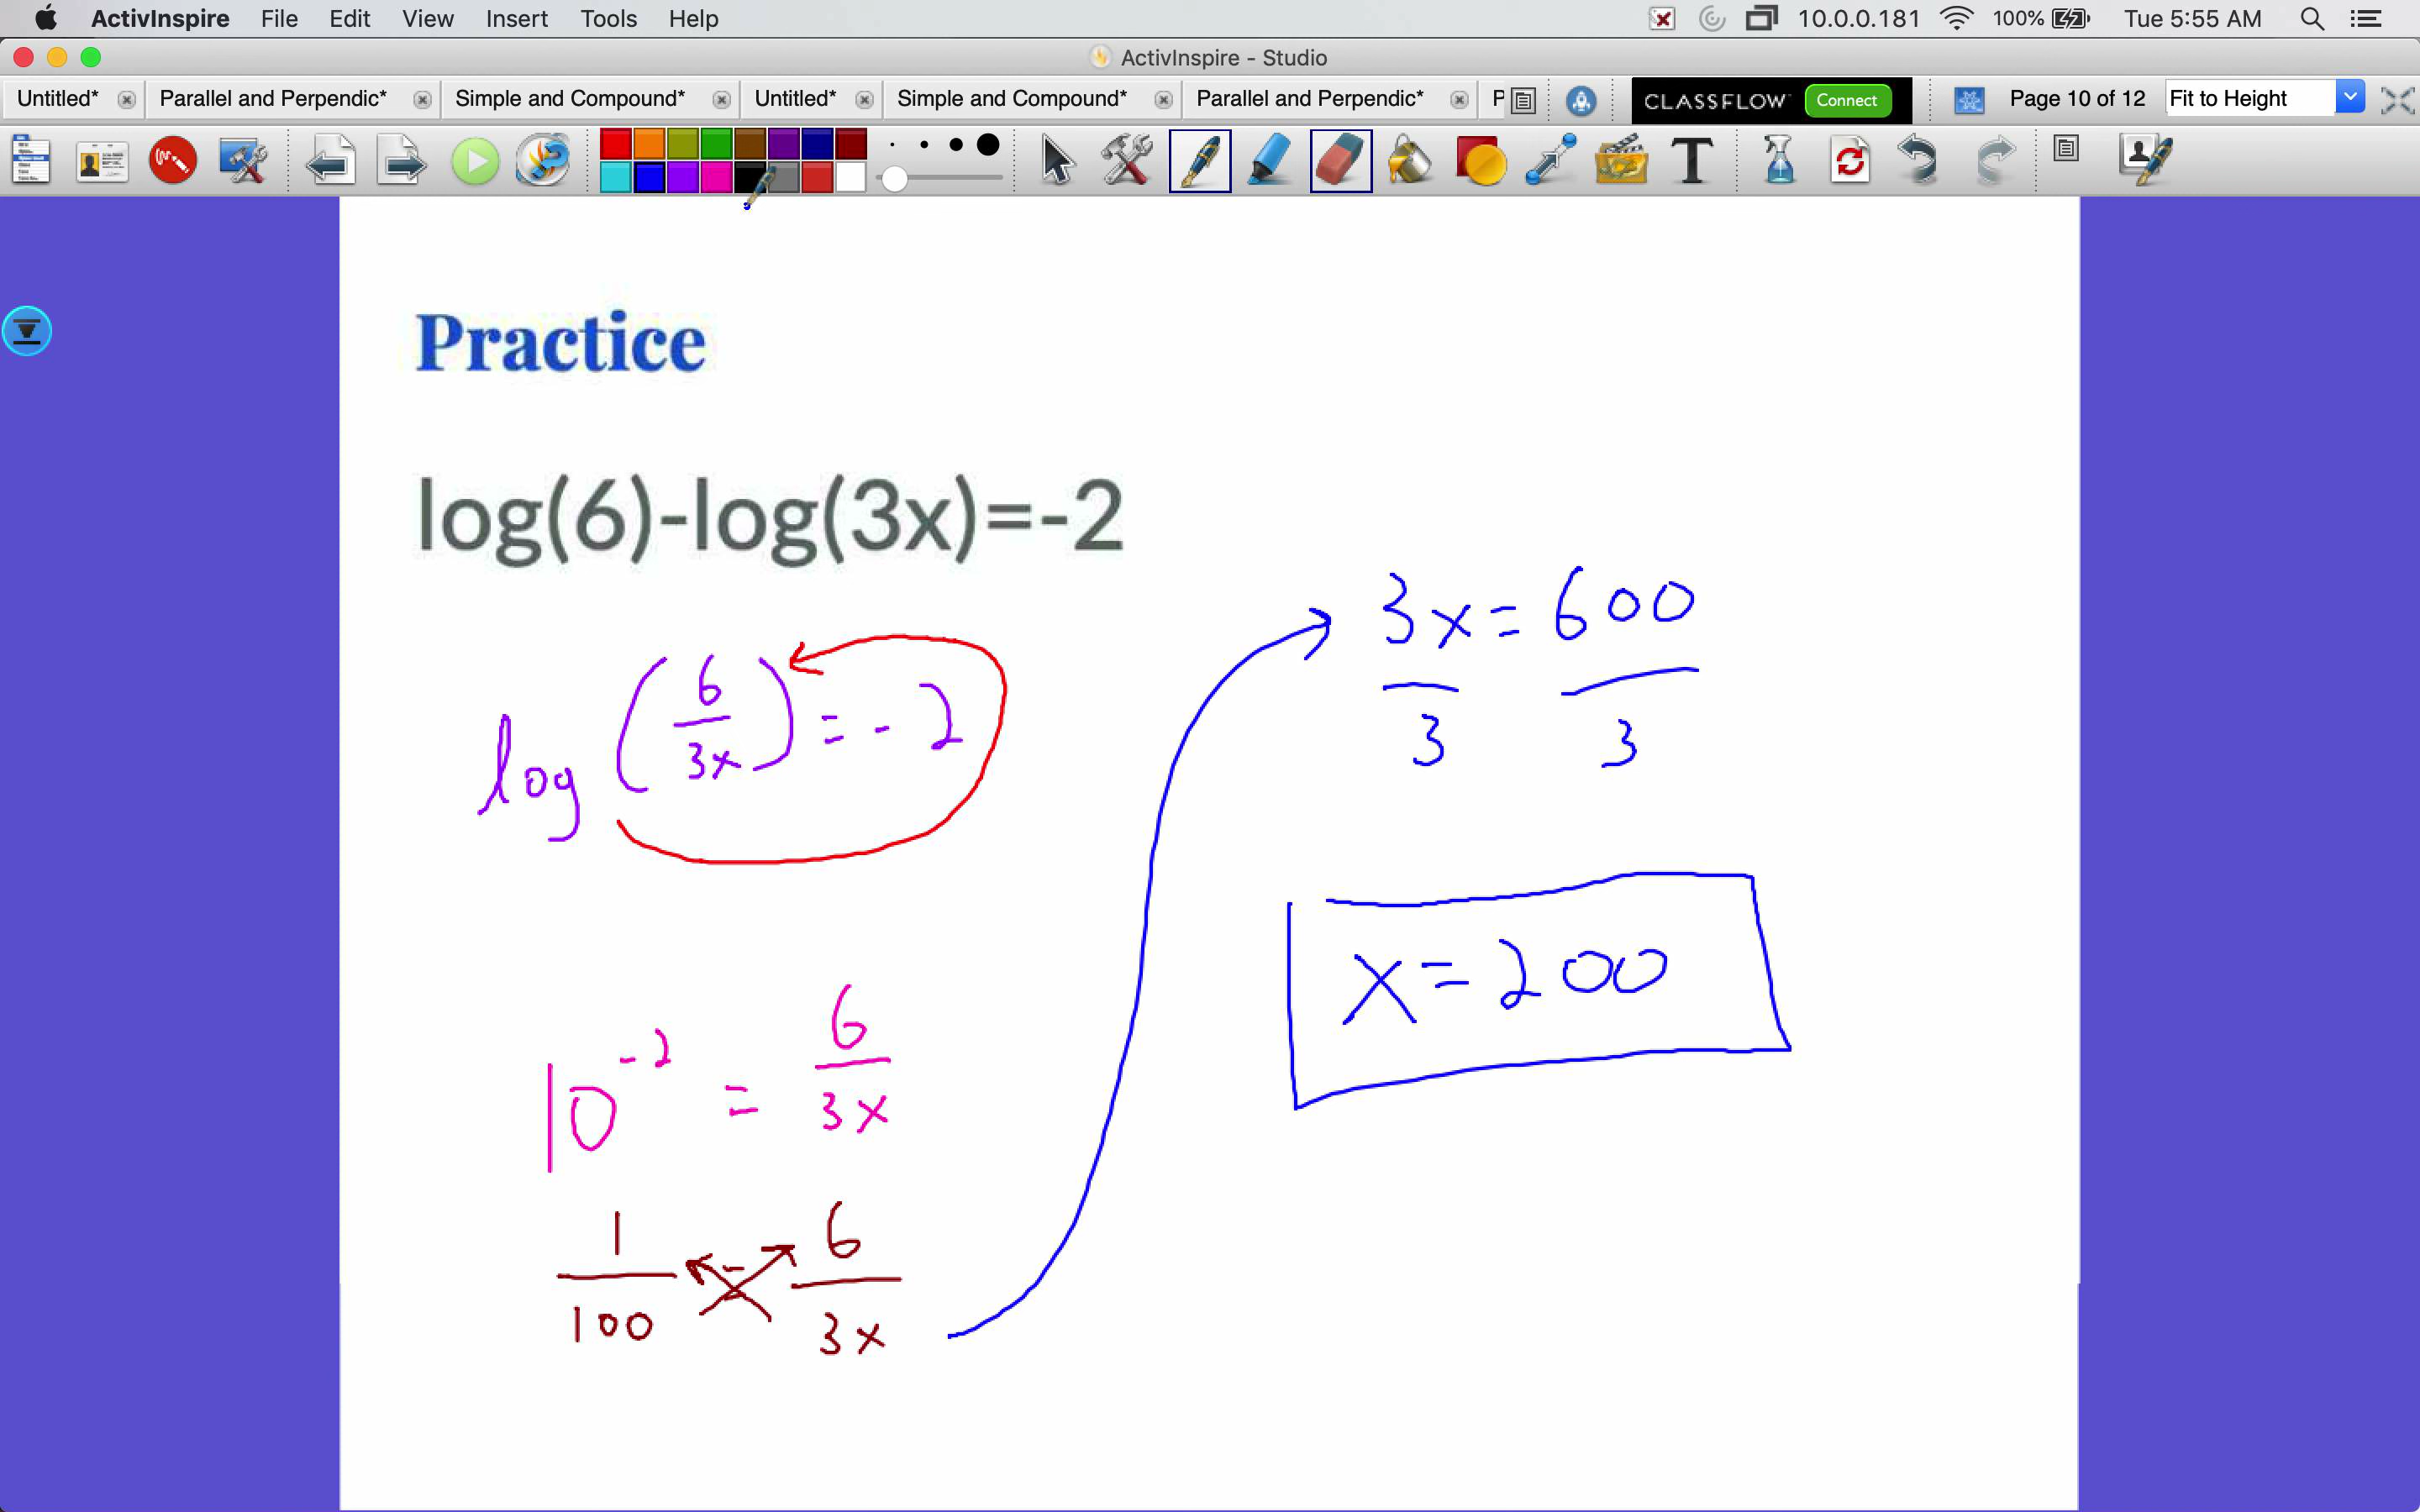 ActivInspire File Edit View Insert Tools Help 10.0.0.181 100% Tue 5:55 AM
ActivInspire - Studio
Untitled* Parallel and Perpendic* Simple and Compound* Untitled* Simple and Compound* Parallel and Perpendic* P CLASSFLOW Connect Page 10 of 12 Fit to Height
T
Practice
log(6)-log(3x)=-2
log (6/3x) = -2
10^-2 = 6/3x
1/100 = 6/3x
3x = 600
3 3
x = 200